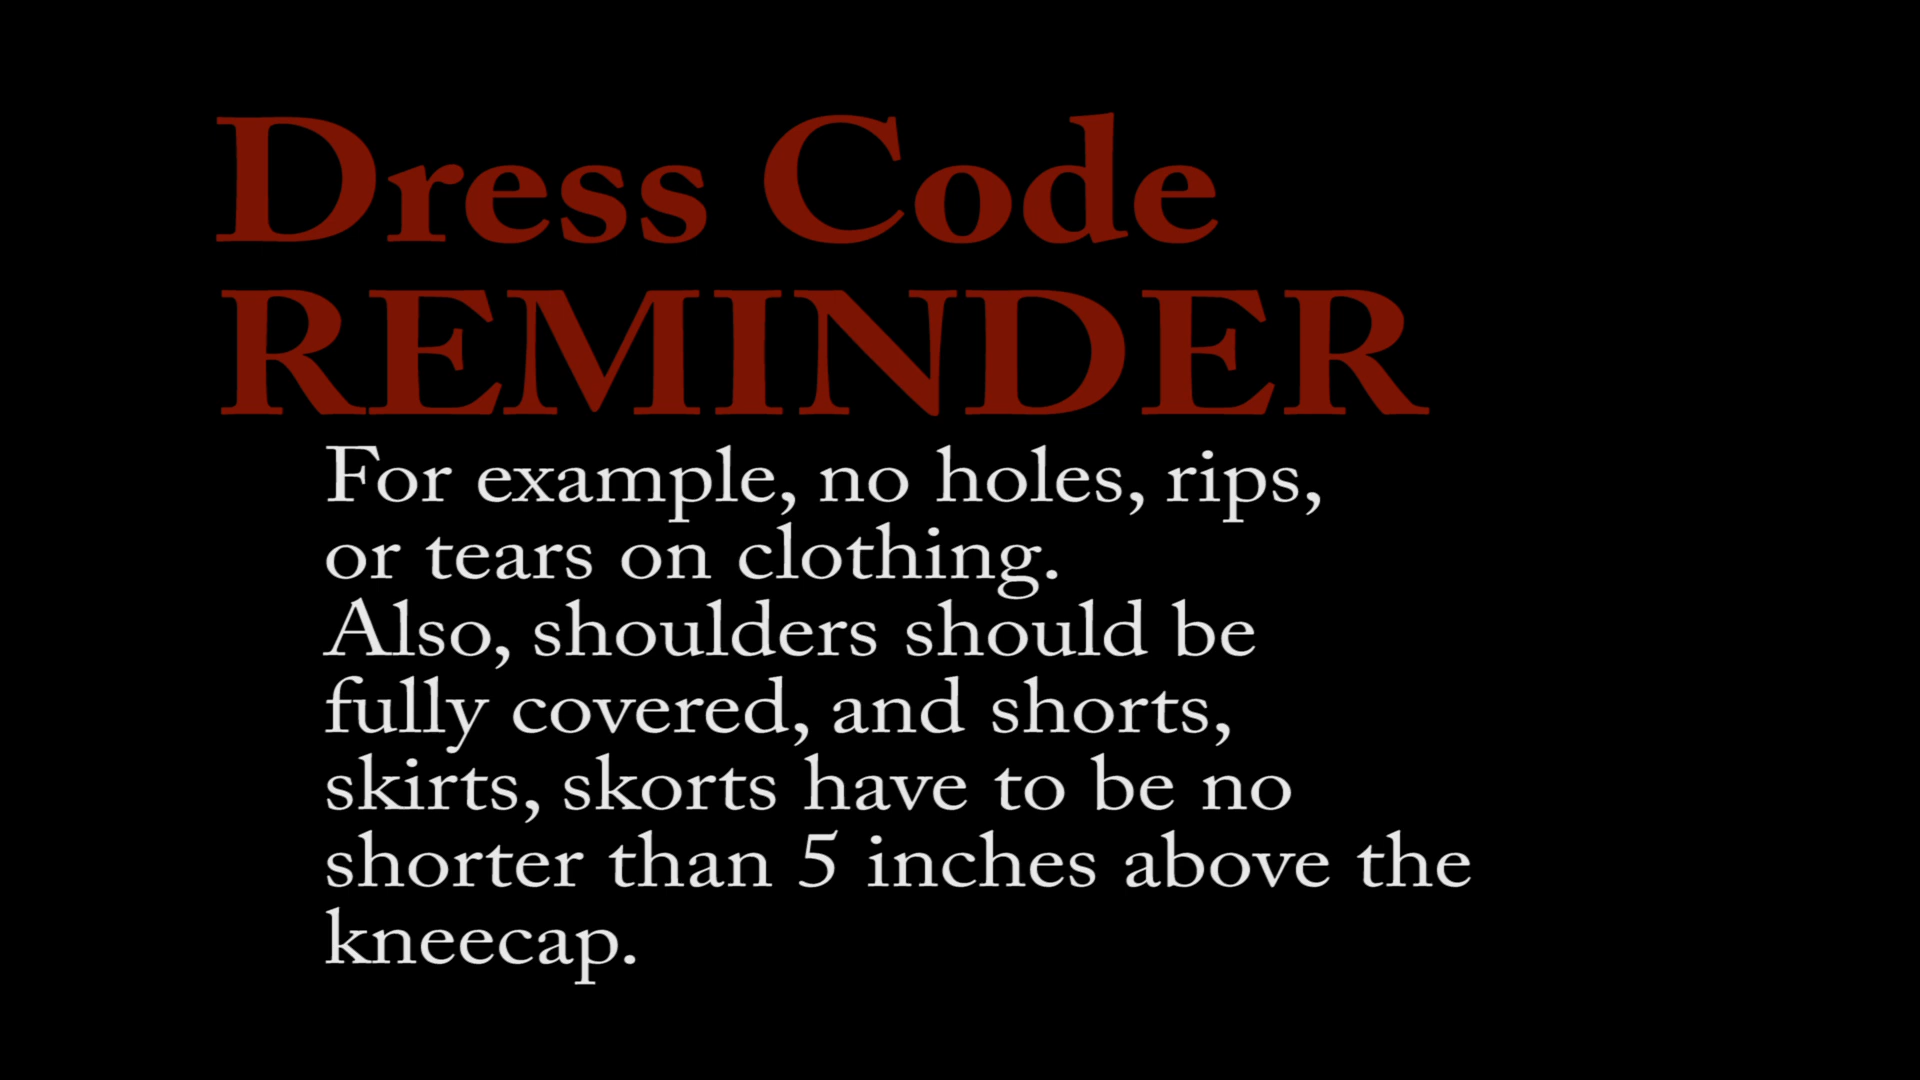 Dress Code
REMINDER
For example, no holes, rips,
or tears on clothing.
Also, shoulders should be
fully covered, and shorts,
skirts, skorts have to be no
shorter than 5 inches above the
kneecap.